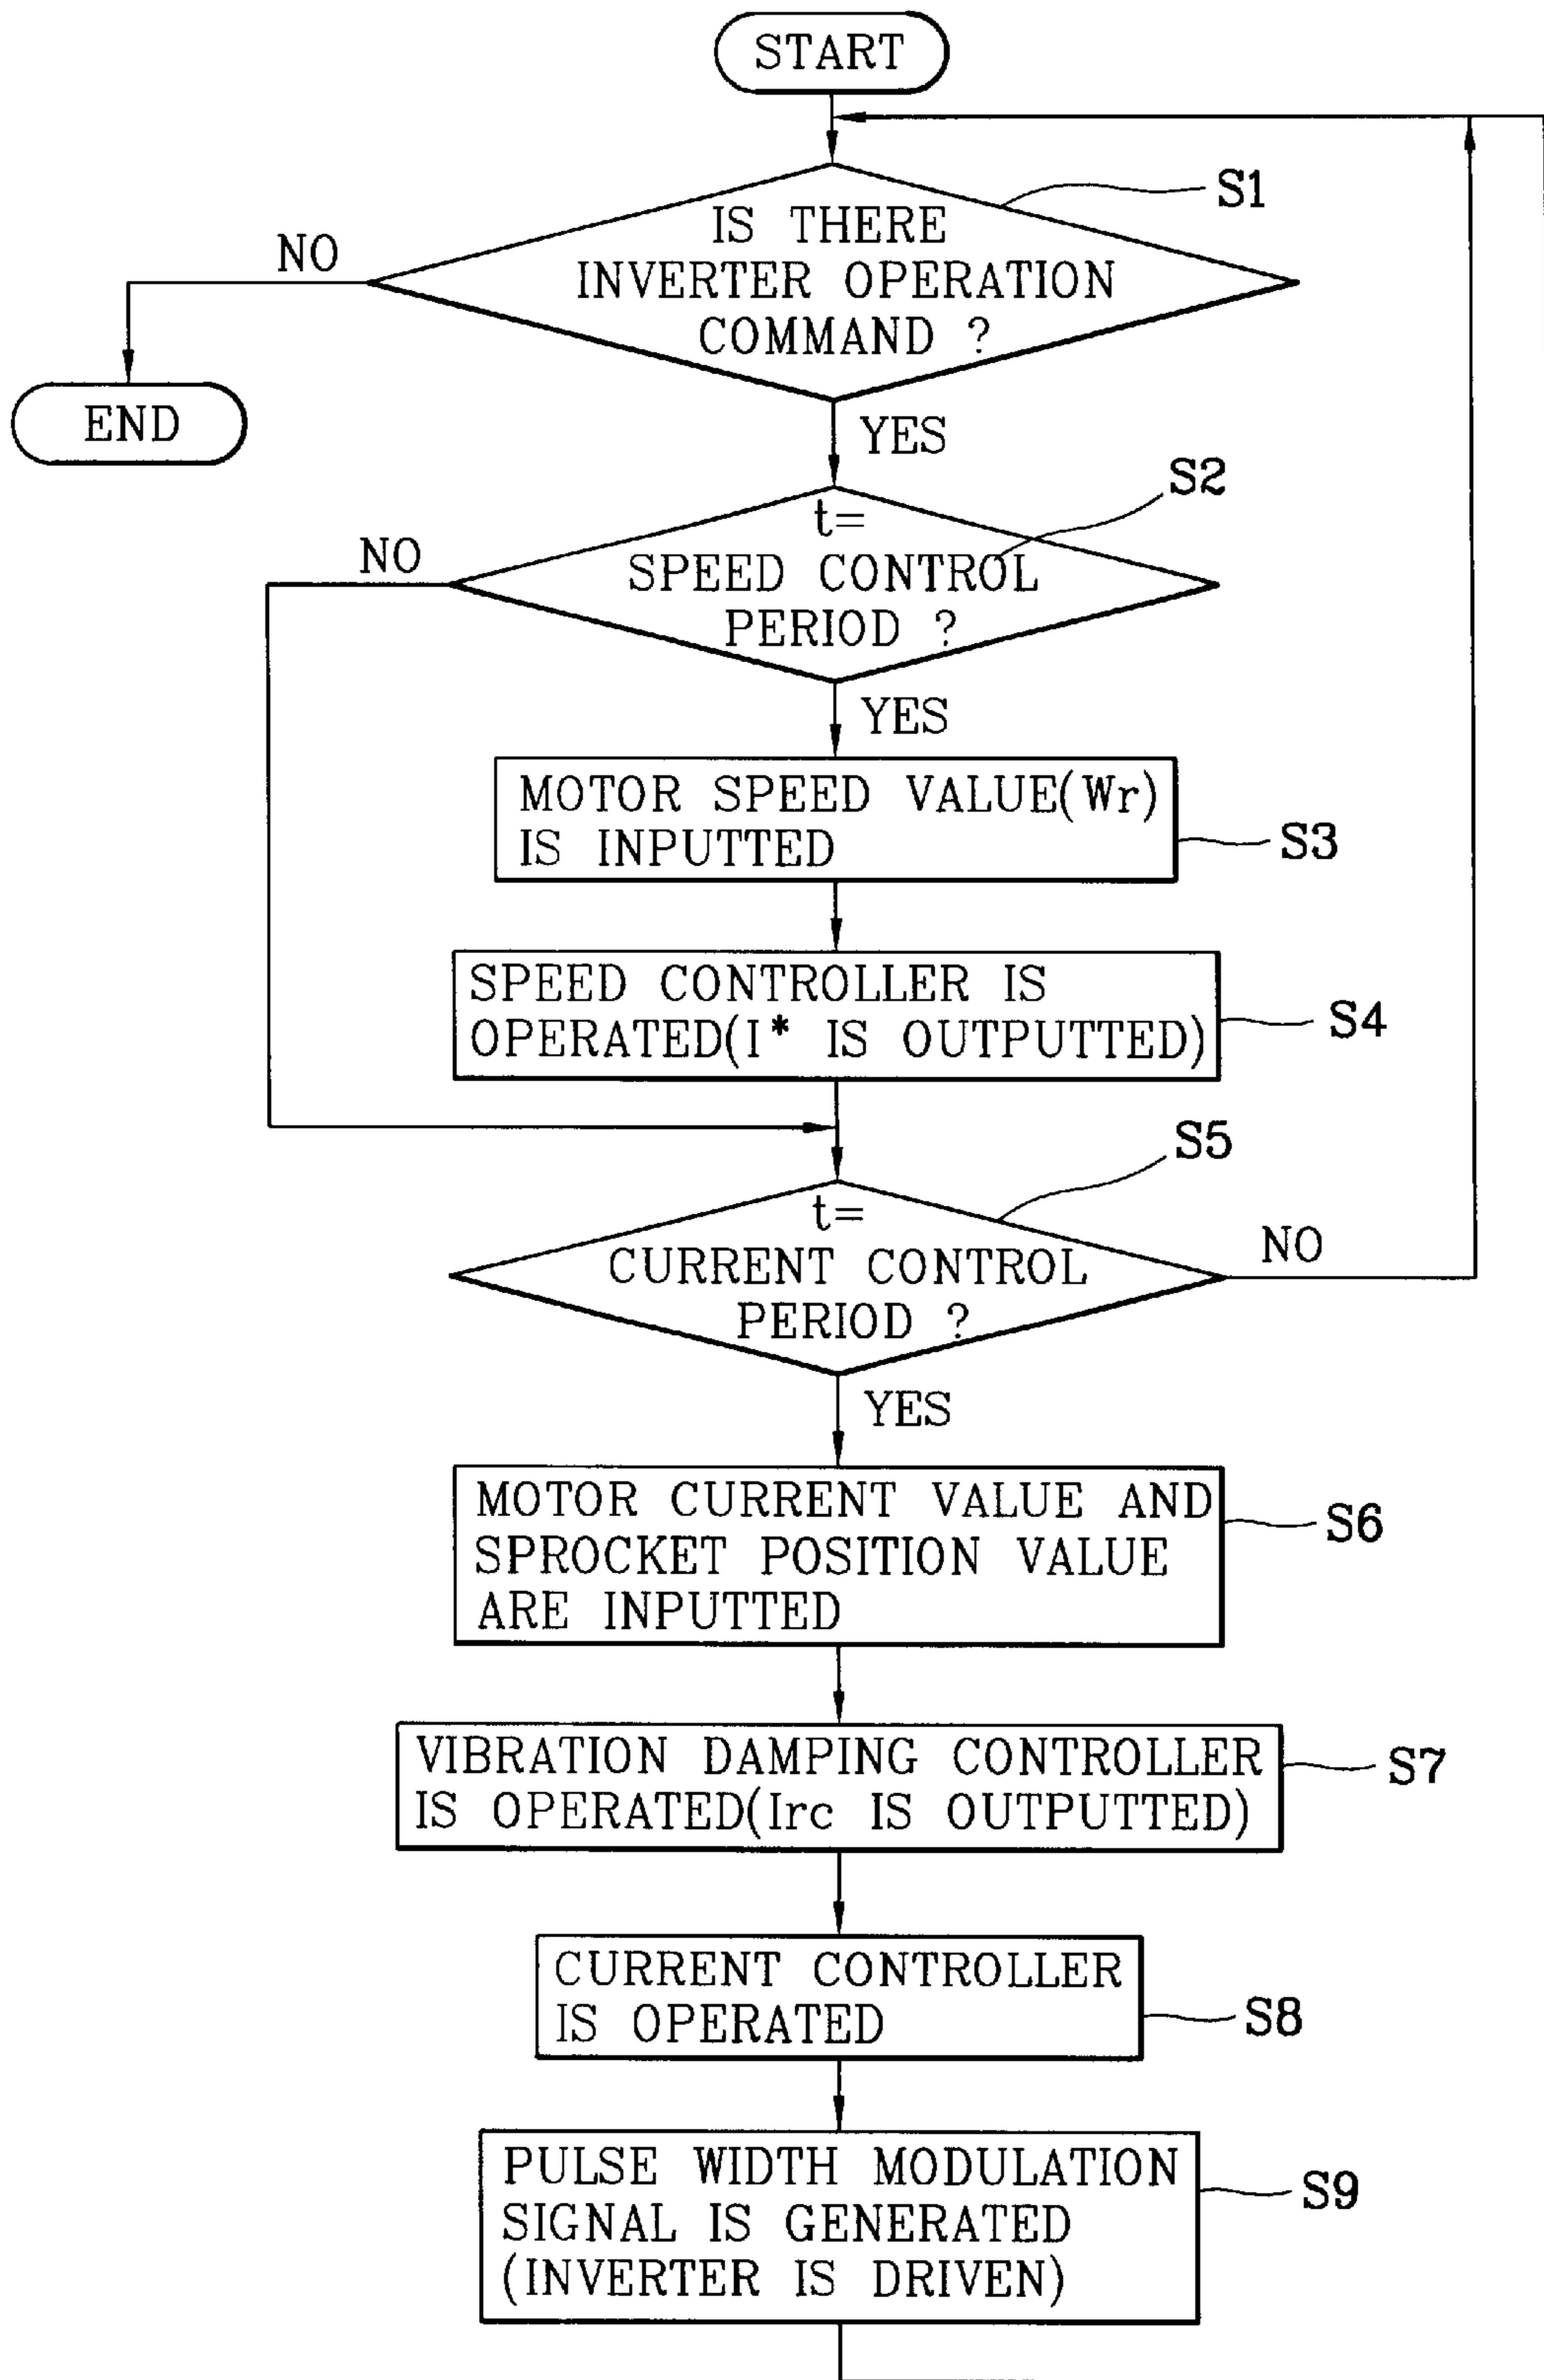 START
S1
IS THERE
INVERTER OPERATION
COMMAND ?
NO
END
YES
S2
t=
SPEED CONTROL
PERIOD ?
NO
YES
MOTOR SPEED VALUE(Wr)
IS INPUTTED
S3
SPEED CONTROLLER IS
OPERATED(I* IS OUTPUTTED)
S4
S5
t=
CURRENT CONTROL
PERIOD ?
NO
YES
MOTOR CURRENT VALUE AND
SPROCKET POSITION VALUE
ARE INPUTTED
S6
VIBRATION DAMPING CONTROLLER
IS OPERATED(Irc IS OUTPUTTED)
S7
CURRENT CONTROLLER
IS OPERATED
S8
PULSE WIDTH MODULATION
SIGNAL IS GENERATED
(INVERTER IS DRIVEN)
S9